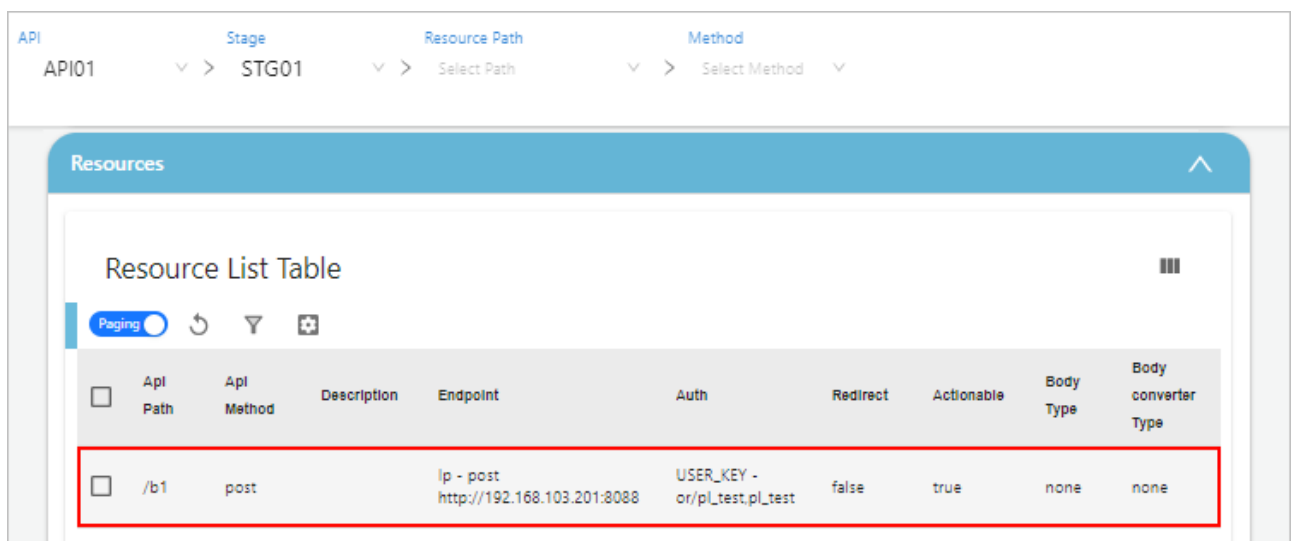 API Stage Resource Path Method
API01 > STG01 > Select Path > Select Method
Resources
Resource List Table
Paging
Api Path Api Method Description Endpoint Auth Redirect Actionable Body Type Body converter Type
/b1 post Ip - post http://192.168.103.201:8088 USER_KEY - or/pl_test,pl_test false true none none